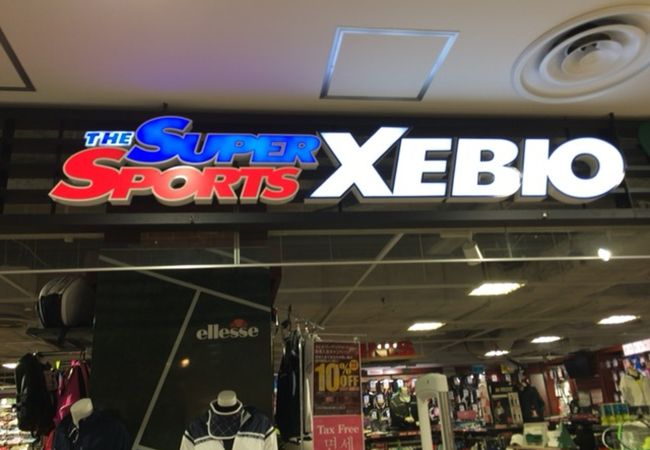 THE SUPER
SPORTS XEBIO
ellesse
10%
OFF
Tax Free
면세